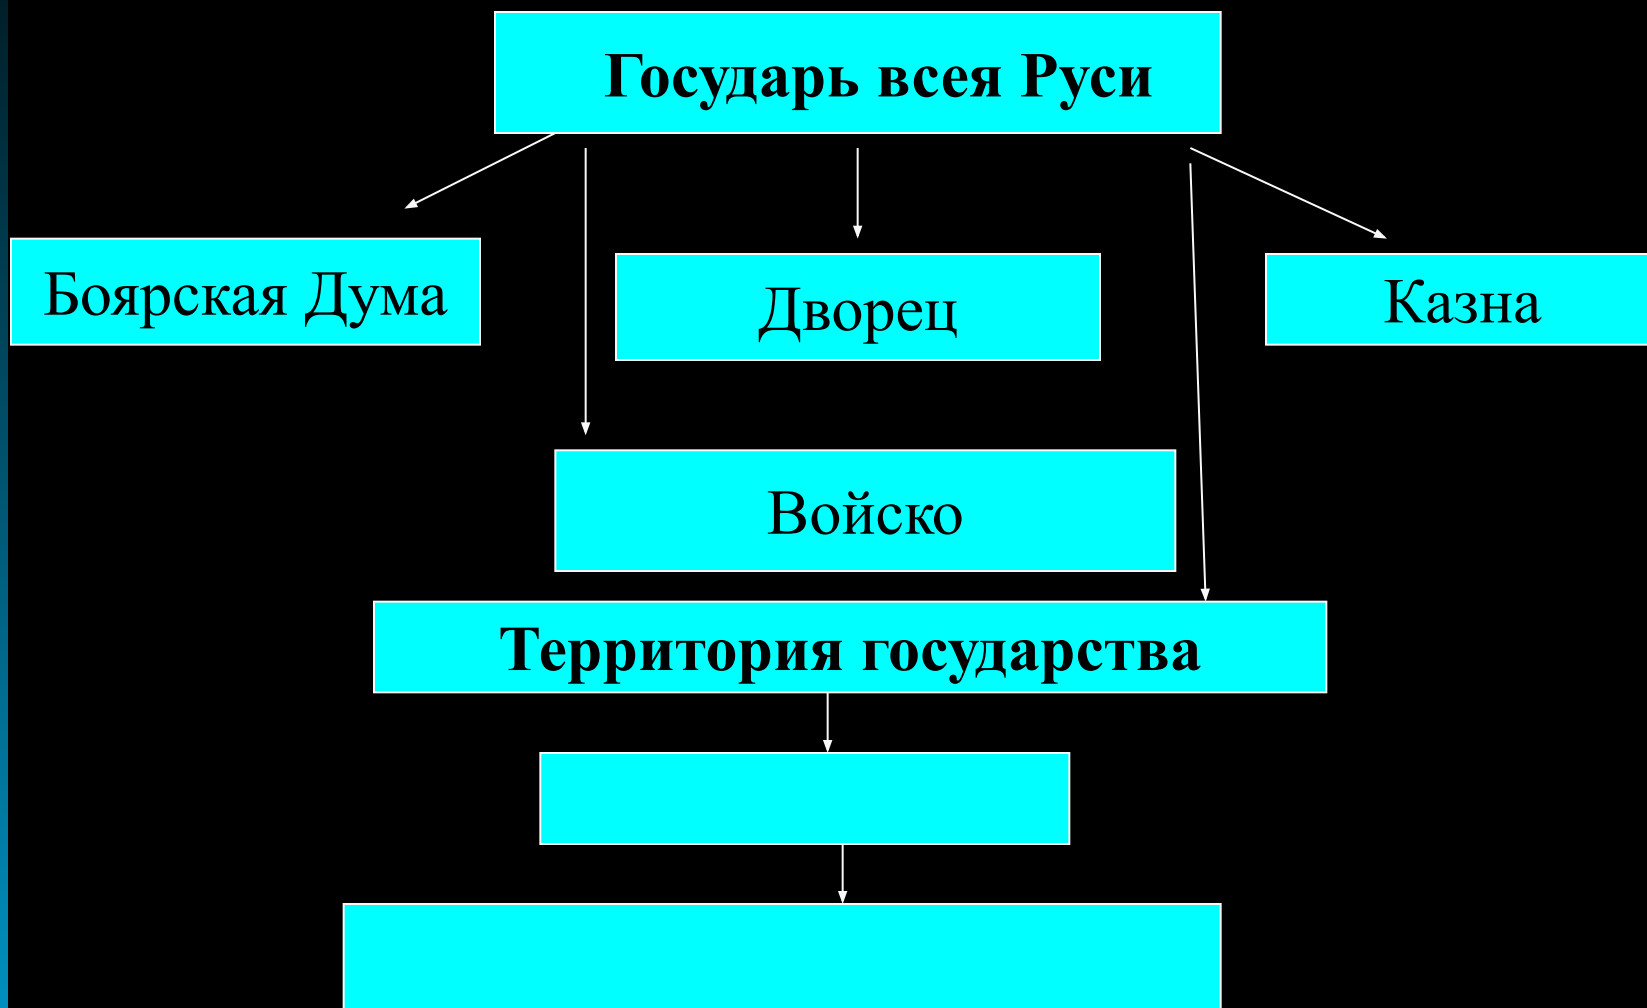 Государь всея Руси
Боярская Дума
Дворец
Казна
Войско
Территория государства